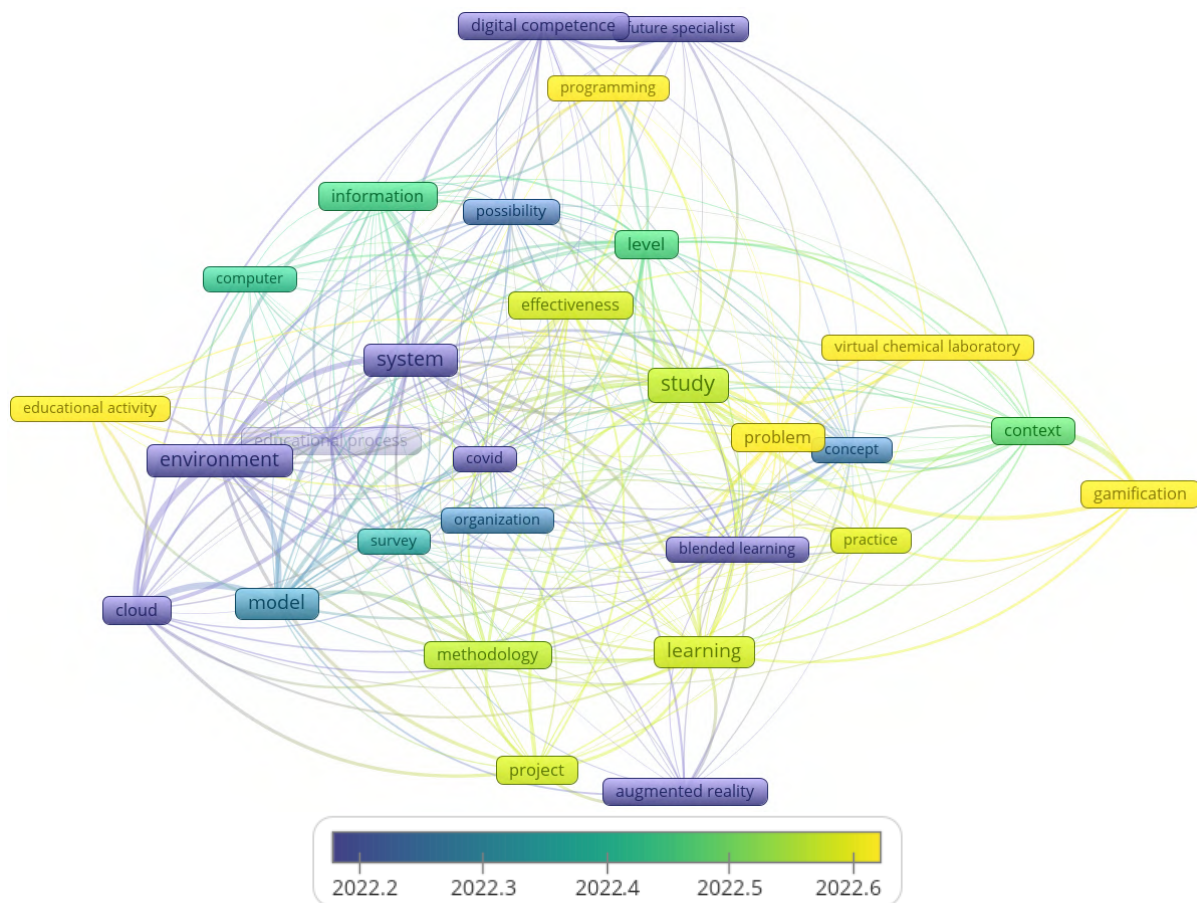 digital competence
future specialist
programming
information
possibility
level
computer
effectiveness
system
virtual chemical laboratory
study
educational activity
context
problem
educational process
concept
environment
covid
gamification
organization
survey
practice
blended learning
model
cloud
learning
methodology
project
augmented reality
2022.2 2022.3 2022.4 2022.5 2022.6